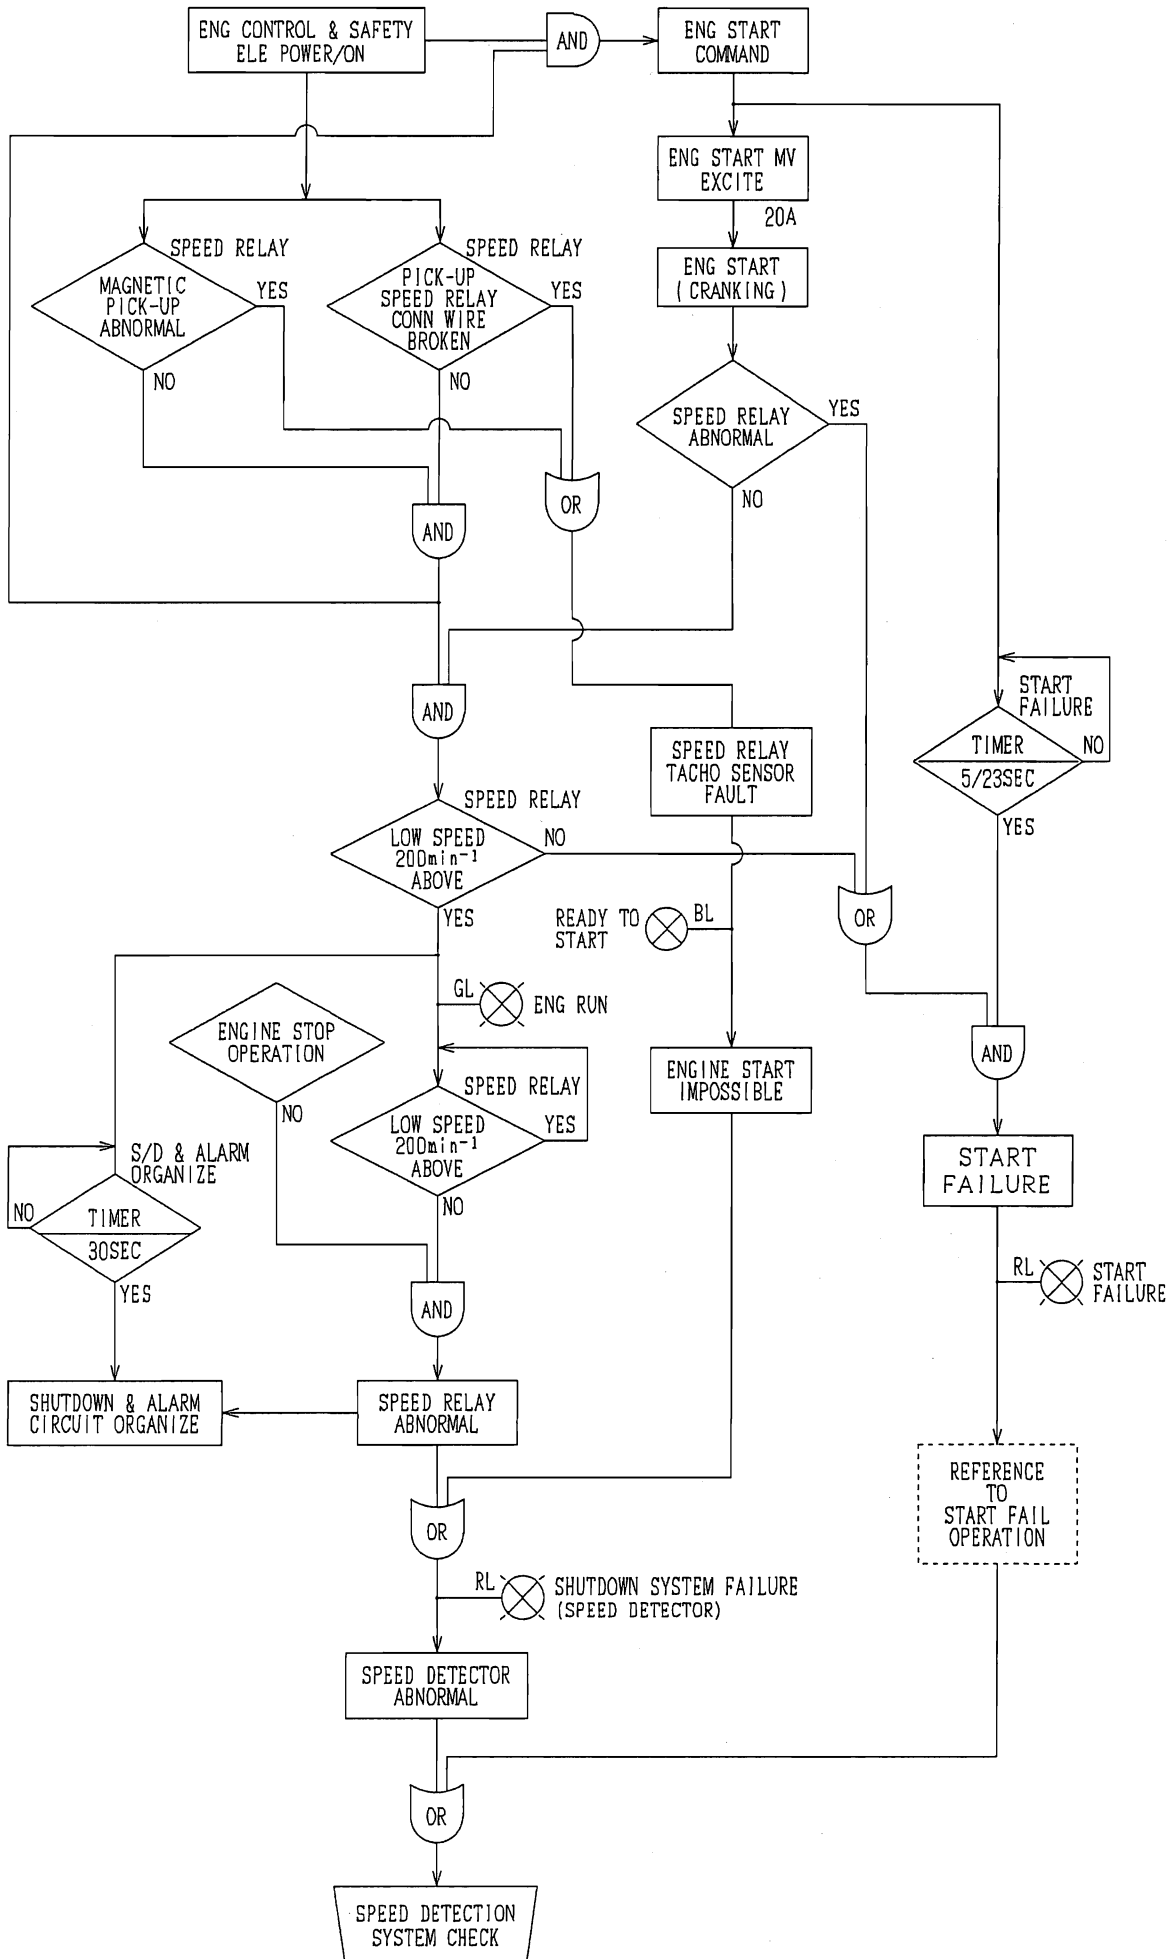 ENG CONTROL & SAFETY
ELE POWER/ON
AND
ENG START
COMMAND
ENG START MV
EXCITE
20A
ENG START
(CRANKING)
SPEED RELAY
MAGNETIC
PICK-UP
ABNORMAL
YES
NO
SPEED RELAY
PICK-UP
SPEED RELAY
CONN WIRE
BROKEN
YES
NO
SPEED RELAY
ABNORMAL
YES
NO
AND
OR
AND
START
FAILURE
TIMER
5/23SEC
NO
YES
SPEED RELAY
TACHO SENSOR
FAULT
SPEED RELAY
LOW SPEED
200min⁻¹
ABOVE
NO
YES
READY TO
START
BL
OR
GL
ENG RUN
ENGINE STOP
OPERATION
NO
AND
ENGINE START
IMPOSSIBLE
SPEED RELAY
LOW SPEED
200min⁻¹
ABOVE
YES
NO
S/D & ALARM
ORGANIZE
TIMER
30SEC
NO
YES
START
FAILURE
RL
START
FAILURE
AND
SHUTDOWN & ALARM
CIRCUIT ORGANIZE
SPEED RELAY
ABNORMAL
REFERENCE
TO
START FAIL
OPERATION
OR
RL
SHUTDOWN SYSTEM FAILURE
(SPEED DETECTOR)
SPEED DETECTOR
ABNORMAL
OR
SPEED DETECTION
SYSTEM CHECK